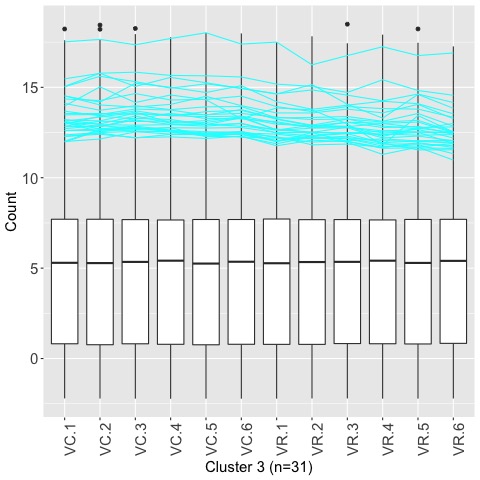 Count
15
10
5
0
VC.1
VC.2
VC.3
VC.4
VC.5
VC.6
VR.1
VR.2
VR.3
VR.4
VR.5
VR.6
Cluster 3 (n=31)